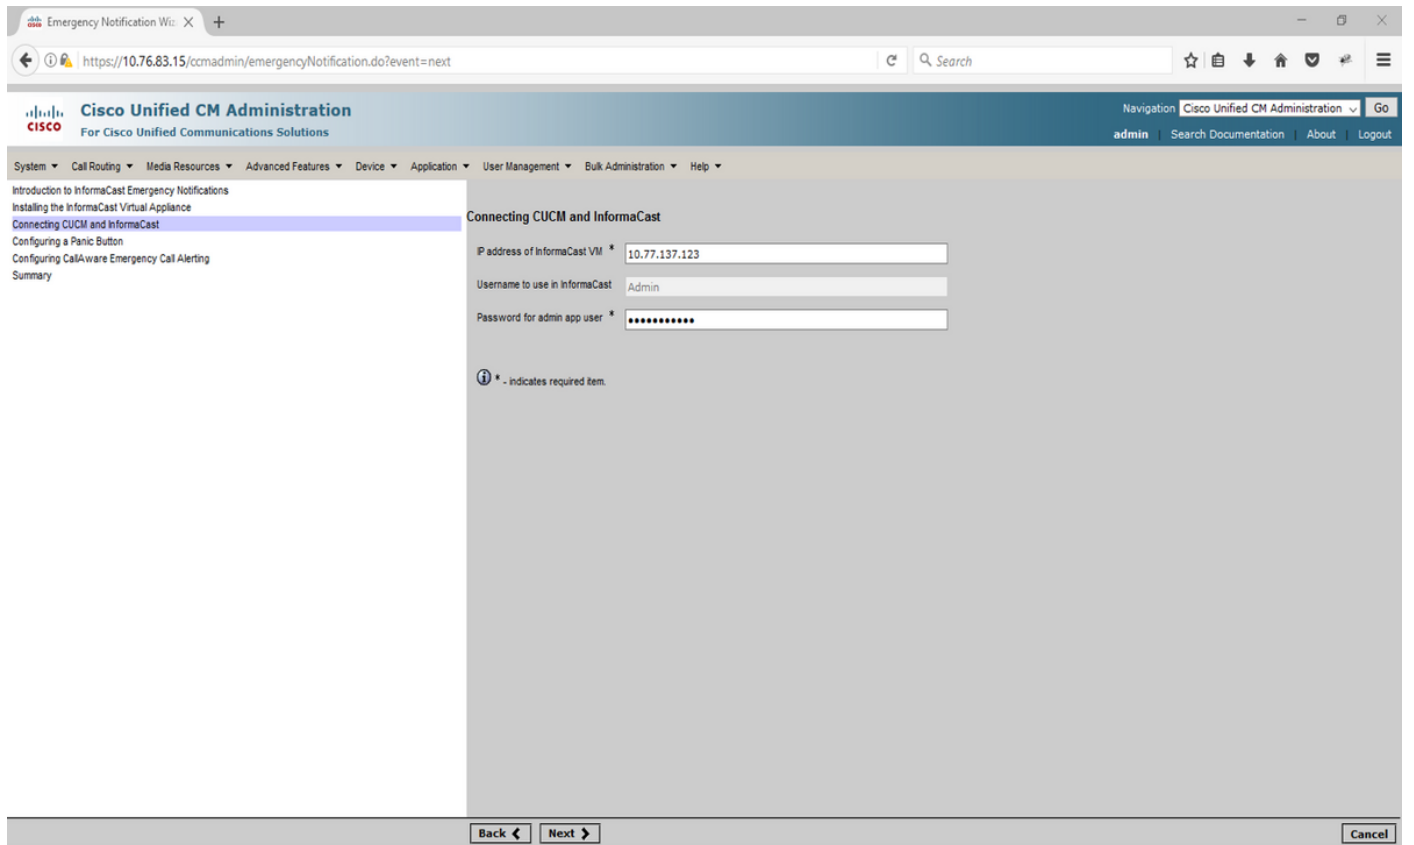 Emergency Notification Wiz
https://10.76.83.15/ccmadmin/emergencyNotification.do?event=next
Search
CISCO
Cisco Unified CM Administration
For Cisco Unified Communications Solutions
Navigation Cisco Unified CM Administration Go
admin | Search Documentation | About | Logout
System Call Routing Media Resources Advanced Features Device Application User Management Bulk Administration Help
Introduction to InformaCast Emergency Notifications
Installing the InformaCast Virtual Appliance
Connecting CUCM and InformaCast
Configuring a Panic Button
Configuring CallAware Emergency Call Alerting
Summary
Connecting CUCM and InformaCast
IP address of InformaCast VM * 10.77.137.123
Username to use in InformaCast Admin
Password for admin app user * •••••••••••
* - indicates required item.
Back Next Cancel